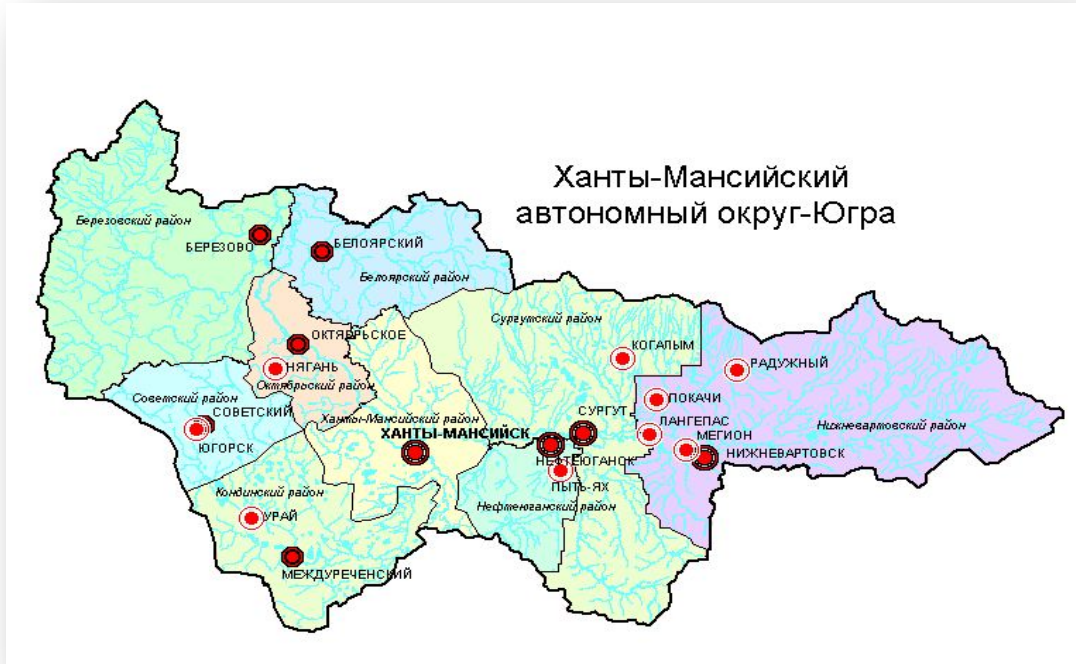 Ханты-Мансийский
автономный округ-Югра
Березовский район
БЕРЕЗОВО
БЕЛОЯРСКИЙ
Белоярский район
Сургутский район
ОКТЯБРЬСКОЕ
КОГАЛЫМ
НЯГАНЬ
РАДУЖНЫЙ
Октябрьский район
Советский район
ПОКАЧИ
СОВЕТСКИЙ
СУРГУТ
Ханты-Мансийский район
ЛАНГЕПАС
Нижневартовский район
ХАНТЫ-МАНСИЙСК
МЕГИОН
ЮГОРСК
НИЖНЕВАРТОВСК
НЕФТЕЮГАНСК
ПЫТЬ-ЯХ
Кондинский район
Нефтеюганский район
УРАЙ
МЕЖДУРЕЧЕНСКИЙ